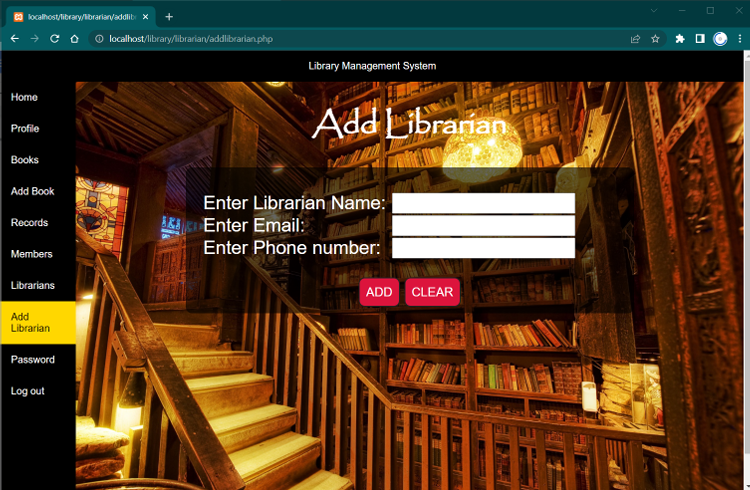 localhost/library/librarian/addlib
localhost/library/librarian/addlibrarian.php
Library Management System
Home
Profile
Books
Add Book
Records
Members
Librarians
Add
Librarian
Password
Log out
Add Librarian
Enter Librarian Name:
Enter Email:
Enter Phone number:
ADD CLEAR